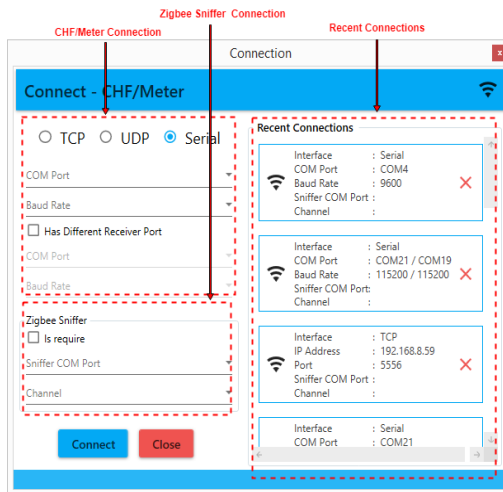 Zigbee Sniffer Connection
CHF/Meter Connection
Recent Connections
Connection
x
Connect - CHF/Meter
TCP
UDP
Serial
COM Port
Baud Rate
Has Different Receiver Port
COM Port
Baud Rate
Zigbee Sniffer
Is require
Sniffer COM Port
Channel
Connect
Close
Recent Connections
Interface : Serial
COM Port : COM4
Baud Rate : 9600
Sniffer COM Port :
Channel :
Interface : Serial
COM Port : COM21 / COM19
Baud Rate : 115200 / 115200
Sniffer COM Port:
Channel :
Interface : TCP
IP Address : 192.168.8.59
Port : 5556
Sniffer COM Port :
Channel :
Interface : Serial
COM Port : COM21